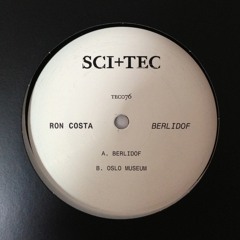 SCI+TEC
TEC076
RON COSTA
BERLIDOF
A. BERLIDOF
B. OSLO MUSEUM